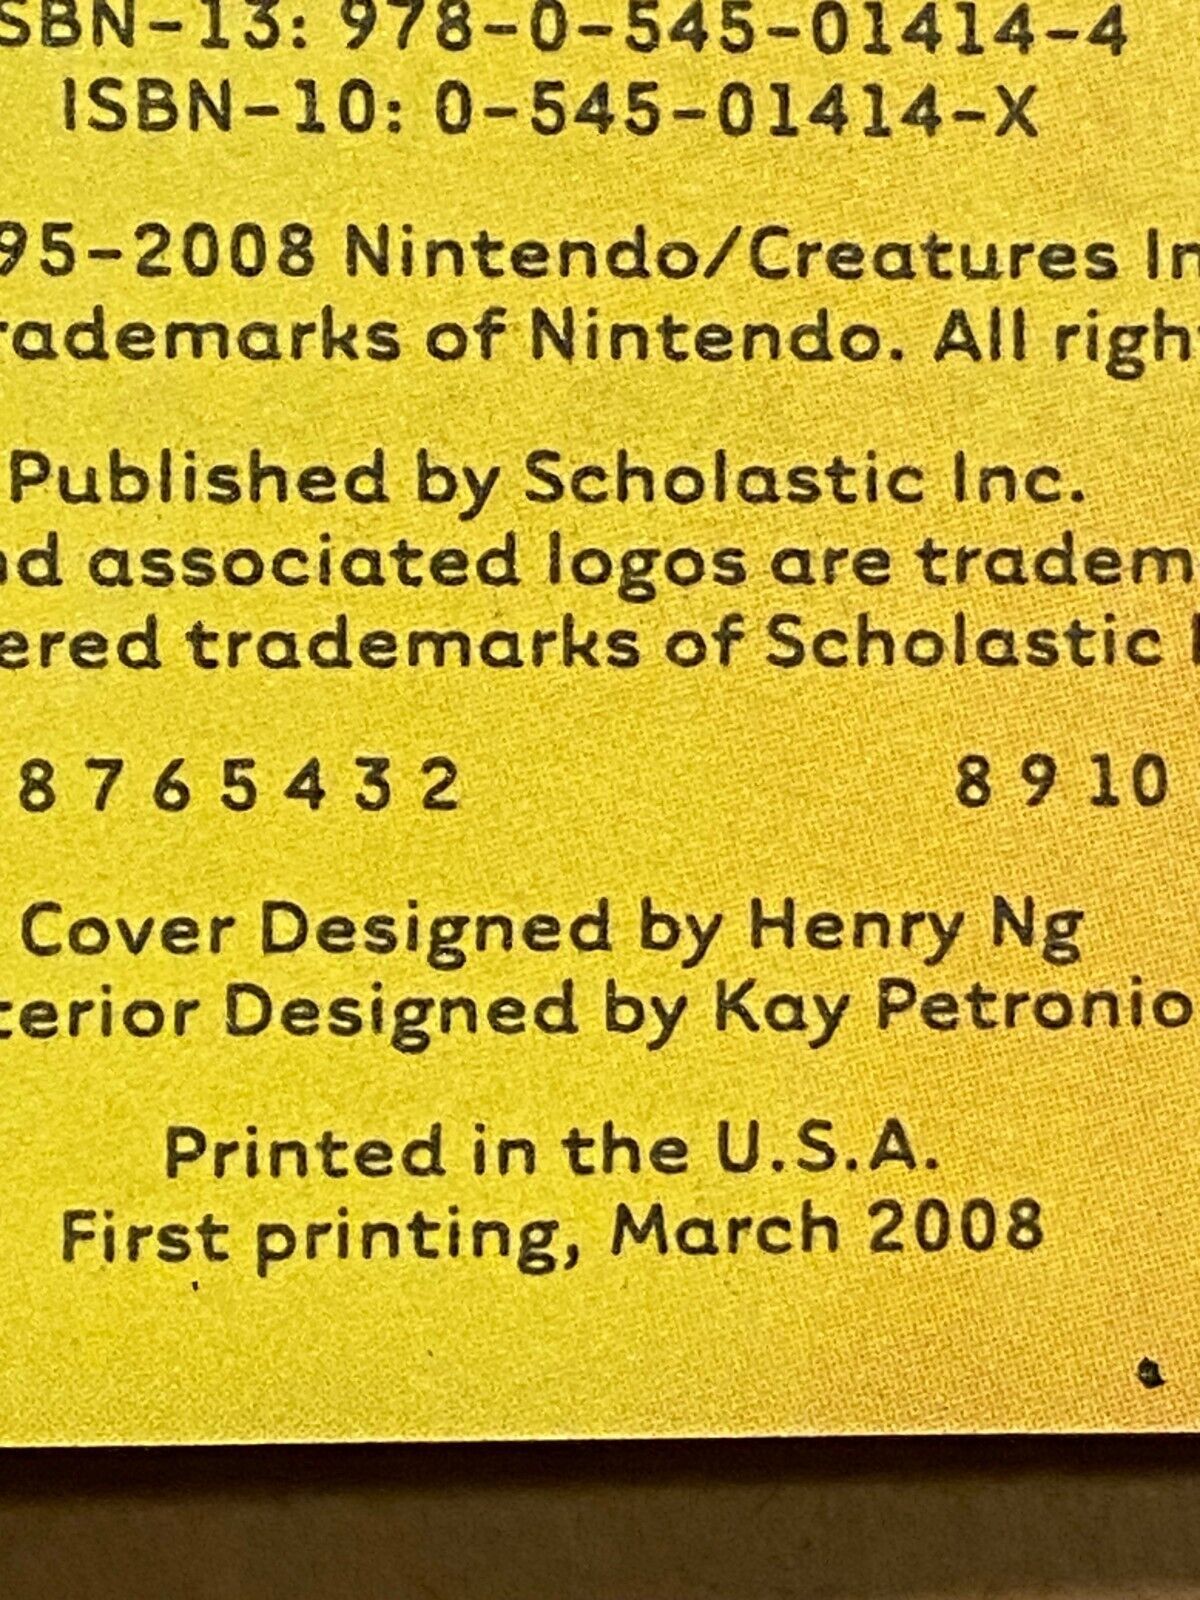 SBN-13: 978-0-545-01414-4
ISBN-10: 0-545-01414-X
95-2008 Nintendo/Creatures In
rademarks of Nintendo. All righ
Published by Scholastic Inc.
nd associated logos are tradem
ered trademarks of Scholastic I
8 7 6 5 4 3 2 8 9 10
Cover Designed by Henry Ng
terior Designed by Kay Petronio
Printed in the U.S.A.
First printing, March 2008